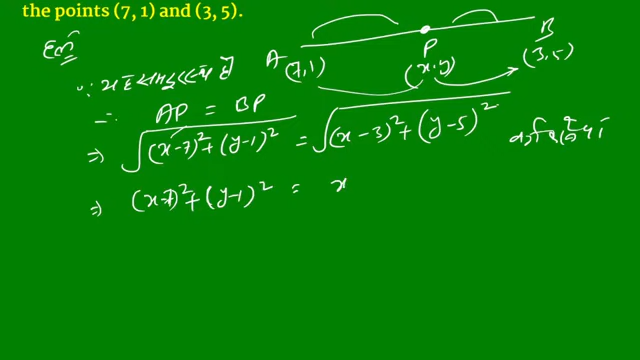 the points (7, 1) and (3, 5).
A (7,1) P (x,y) B (3,5)
∴ AP = BP
⇒ √(x-7)²+(y-1)² = √(x-3)²+(y-5)²
⇒ (x-7)²+(y-1)² = x